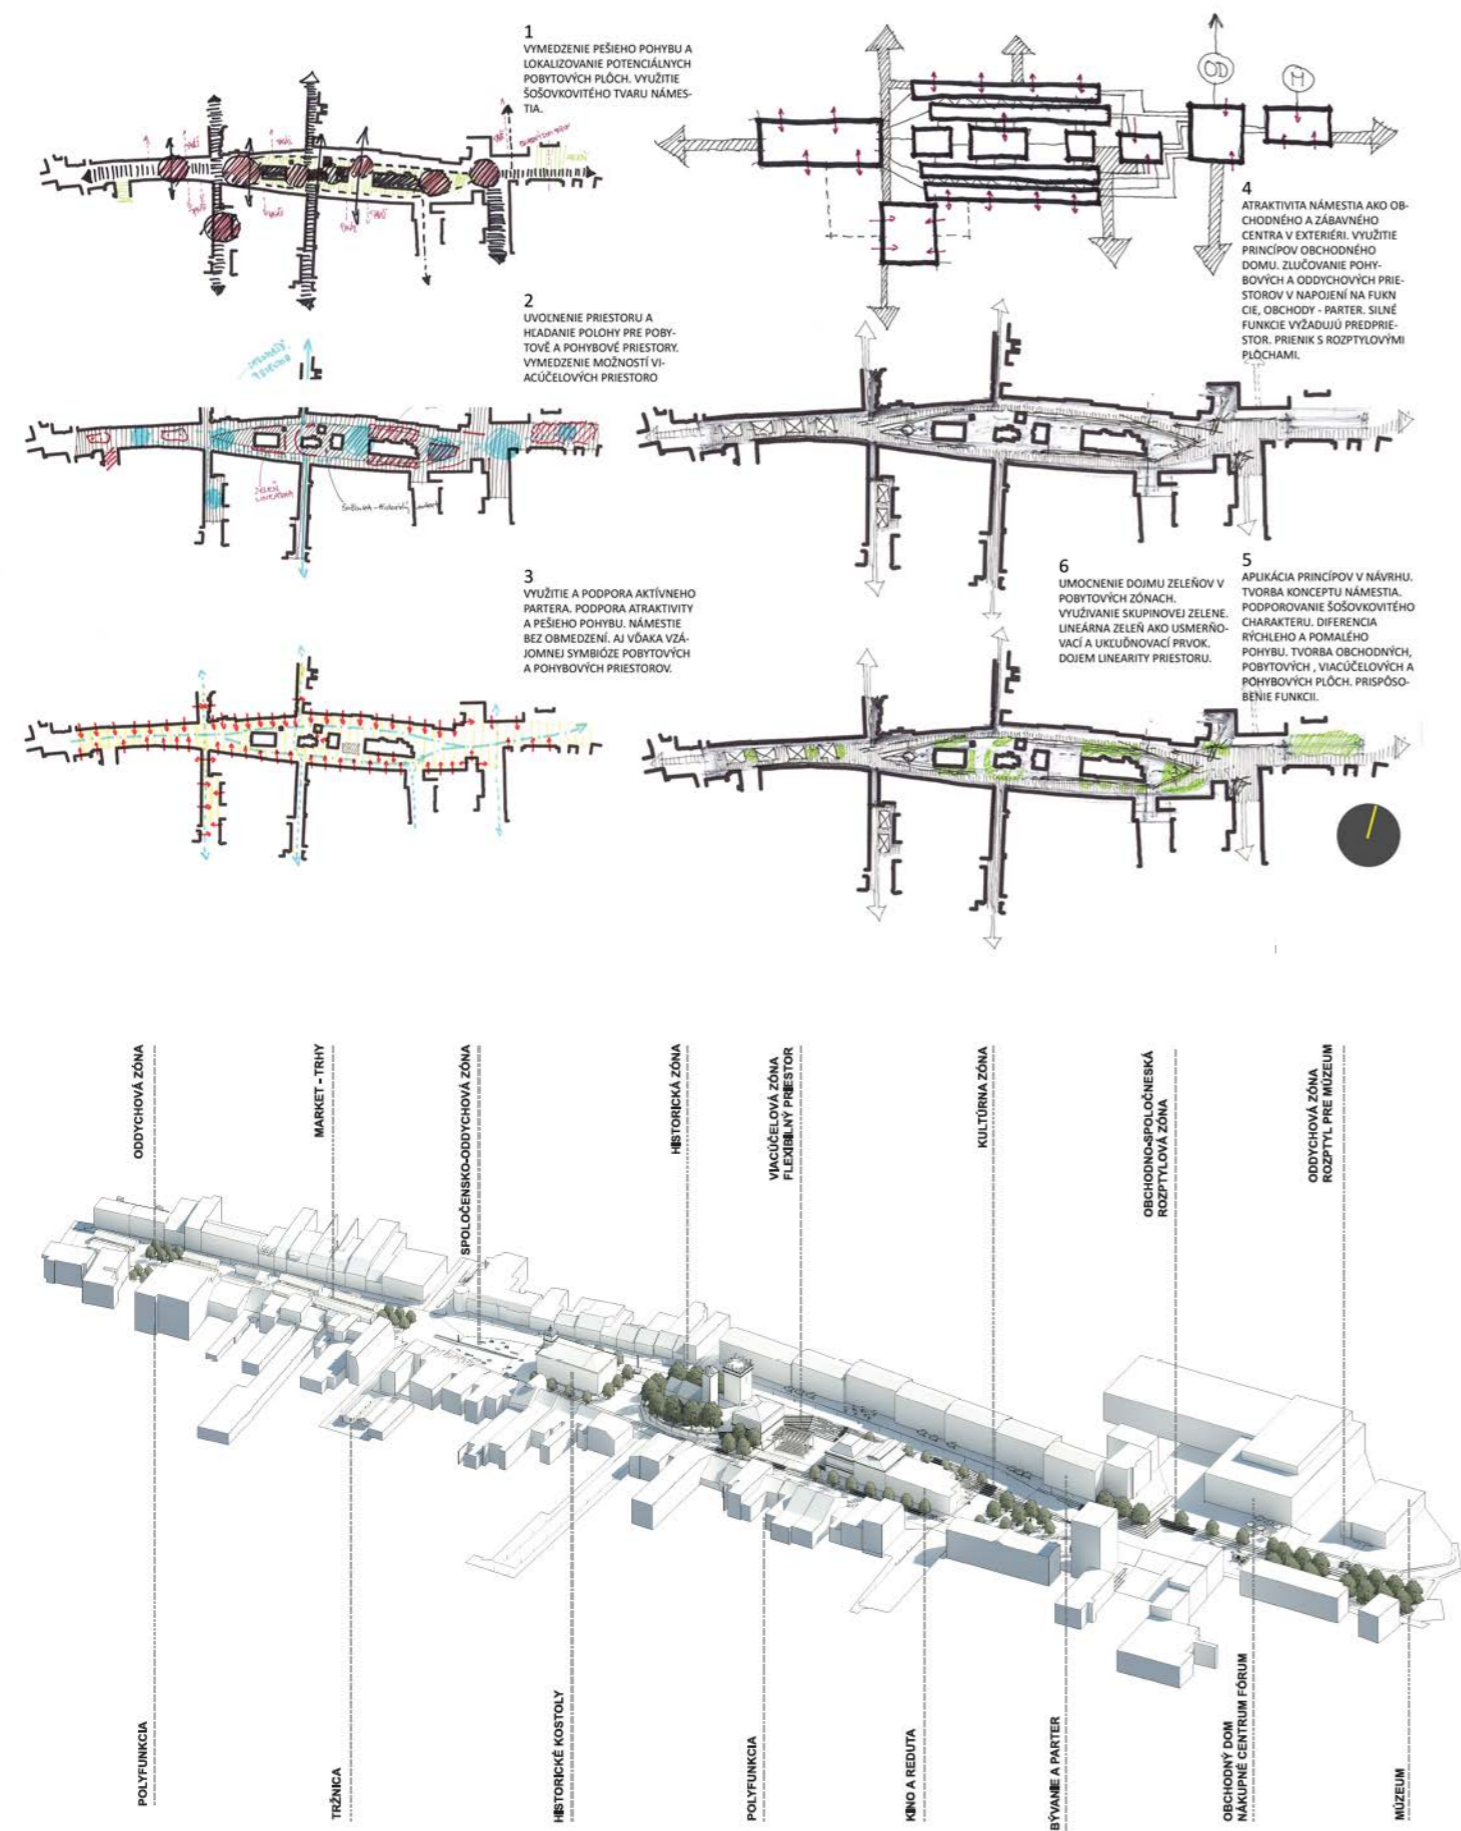 1
VYMEDZENIE PEŠIEHO POHYBU A
LOKALIZOVANIE POTENCIÁLNYCH
POBYTOVÝCH PLÔCH. VYUŽITIE
ŠOŠOVKOVITÉHO TVARU NÁMES-
TIA.
2
UVOĽNENIE PRIESTORU A
HĽADANIE POLOHY PRE POBY-
TOVÉ A POHYBOVÉ PRIESTORY.
VYMEDZENIE MOŽNOSTÍ VI-
ACÚČELOVÝCH PRIESTORO
ZELEŇ
LINEÁRNA
3
VYUŽITIE A PODPORA AKTÍVNEHO
PARTERA. PODPORA ATRAKTIVITY
A PEŠIEHO POHYBU. NÁMESTIE
BEZ OBMEDZENÍ. AJ VĎAKA VZÁ-
JOMNEJ SYMBIÓZE POBYTOVÝCH
A POHYBOVÝCH PRIESTOROV.
OD
M
4
ATRAKTIVITA NÁMESTIA AKO OB-
CHODNÉHO A ZÁBAVNÉHO
CENTRA V EXTERIÉRI. VYUŽITIE
PRINCÍPOV OBCHODNÉHO
DOMU. ZLUČOVANIE POHY-
BOVÝCH A ODDYCHOVÝCH PRIE-
STOROV V NAPOJENÍ NA FUKN
CIE, OBCHODY - PARTER. SILNÉ
FUNKCIE VYŽADUJÚ PREDPRIE-
STOR. PRIENIK S ROZPTYLOVÝMI
PLOCHAMI.
6
UMOCNENIE DOJMU ZELEŇOV V
POBYTOVÝCH ZÓNACH.
VYUŽIVANIE SKUPINOVEJ ZELENE.
LINEÁRNA ZELEŇ AKO USMERŇO-
VACÍ A UKĽUDŇOVACÍ PRVOK.
DOJEM LINEARITY PRIESTORU.
5
APLIKÁCIA PRINCÍPOV V NÁVRHU.
TVORBA KONCEPTU NÁMESTIA.
PODPOROVANIE ŠOŠOVKOVITÉHO
CHARAKTERU. DIFERENCIA
RÝCHLEHO A POMALÉHO
POHYBU. TVORBA OBCHODNÝCH,
POBYTOVÝCH , VIACÚČELOVÝCH A
POHYBOVÝCH PLÔCH. PRISPÔSO-
BENIE FUNKCII.
ODDYCHOVÁ ZÓNA
MARKET - TRHY
SPOLOČENSKO-ODDYCHOVÁ ZÓNA
HISTORICKÁ ZÓNA
VIACÚČELOVÁ ZÓNA
FLEXIBILNÝ PRIESTOR
KULTÚRNA ZÓNA
OBCHODNO-SPOLOČNESKÁ
ROZPTYLOVÁ ZÓNA
ODDYCHOVÁ ZÓNA
ROZPTYL PRE MÚZEUM
POLYFUNKCIA
TRŽNICA
HISTORICKÉ KOSTOLY
POLYFUNKCIA
KINO A REDUTA
BÝVANIE A PARTER
OBCHODNÝ DOM
NÁKUPNÉ CENTRUM FÓRUM
MÚZEUM